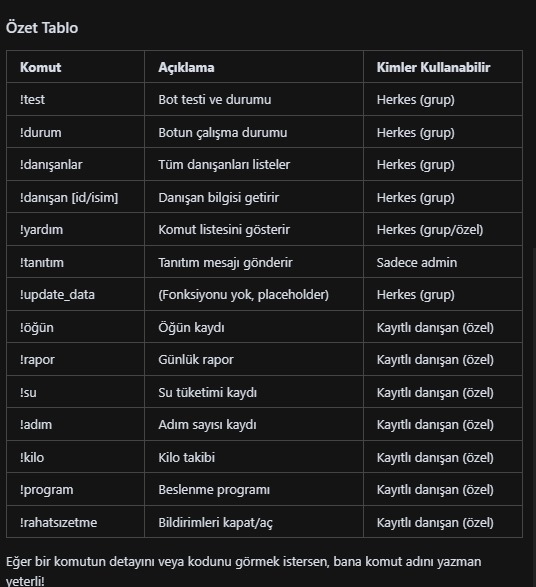 Özet Tablo
Komut Açıklama Kimler Kullanabilir
!test Bot testi ve durumu Herkes (grup)
!durum Botun çalışma durumu Herkes (grup)
!danışanlar Tüm danışanları listeler Herkes (grup)
!danışan [id/isim] Danışan bilgisi getirir Herkes (grup)
!yardım Komut listesini gösterir Herkes (grup/özel)
!tanıtım Tanıtım mesajı gönderir Sadece admin
!update_data (Fonksiyonu yok, placeholder) Herkes (grup)
!öğün Öğün kaydı Kayıtlı danışan (özel)
!rapor Günlük rapor Kayıtlı danışan (özel)
!su Su tüketimi kaydı Kayıtlı danışan (özel)
!adım Adım sayısı kaydı Kayıtlı danışan (özel)
!kilo Kilo takibi Kayıtlı danışan (özel)
!program Beslenme programı Kayıtlı danışan (özel)
!rahatsızetme Bildirimleri kapat/aç Kayıtlı danışan (özel)
Eğer bir komutun detayını veya kodunu görmek istersen, bana komut adını yazman
yeterli!